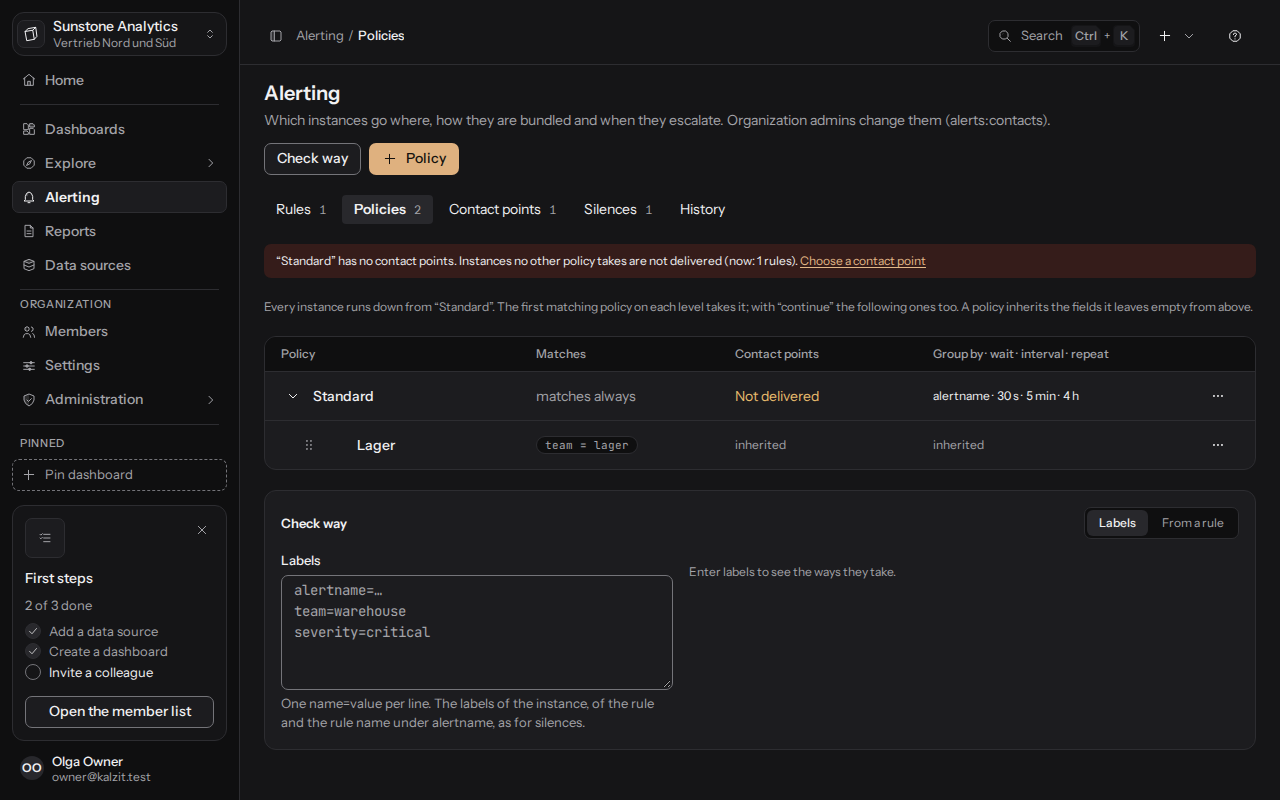 Sunstone Analytics
Vertrieb Nord und Süd
Home
Dashboards
Explore
Alerting
Reports
Data sources
ORGANIZATION
Members
Settings
Administration
PINNED
Pin dashboard
First steps
2 of 3 done
Add a data source
Create a dashboard
Invite a colleague
Open the member list
OO
Olga Owner
owner@kalzit.test
Alerting / Policies
Search Ctrl + K
Alerting
Which instances go where, how they are bundled and when they escalate. Organization admins change them (alerts:contacts).
Check way
Policy
Rules 1 Policies 2 Contact points 1 Silences 1 History
“Standard” has no contact points. Instances no other policy takes are not delivered (now: 1 rules). Choose a contact point
Every instance runs down from “Standard”. The first matching policy on each level takes it; with “continue” the following ones too. A policy inherits the fields it leaves empty from above.
Policy Matches Contact points Group by · wait · interval · repeat
Standard matches always Not delivered alertname · 30 s · 5 min · 4 h
Lager team = lager inherited inherited
Check way
Labels From a rule
Labels
alertname=…
team=warehouse
severity=critical
Enter labels to see the ways they take.
One name=value per line. The labels of the instance, of the rule
and the rule name under alertname, as for silences.